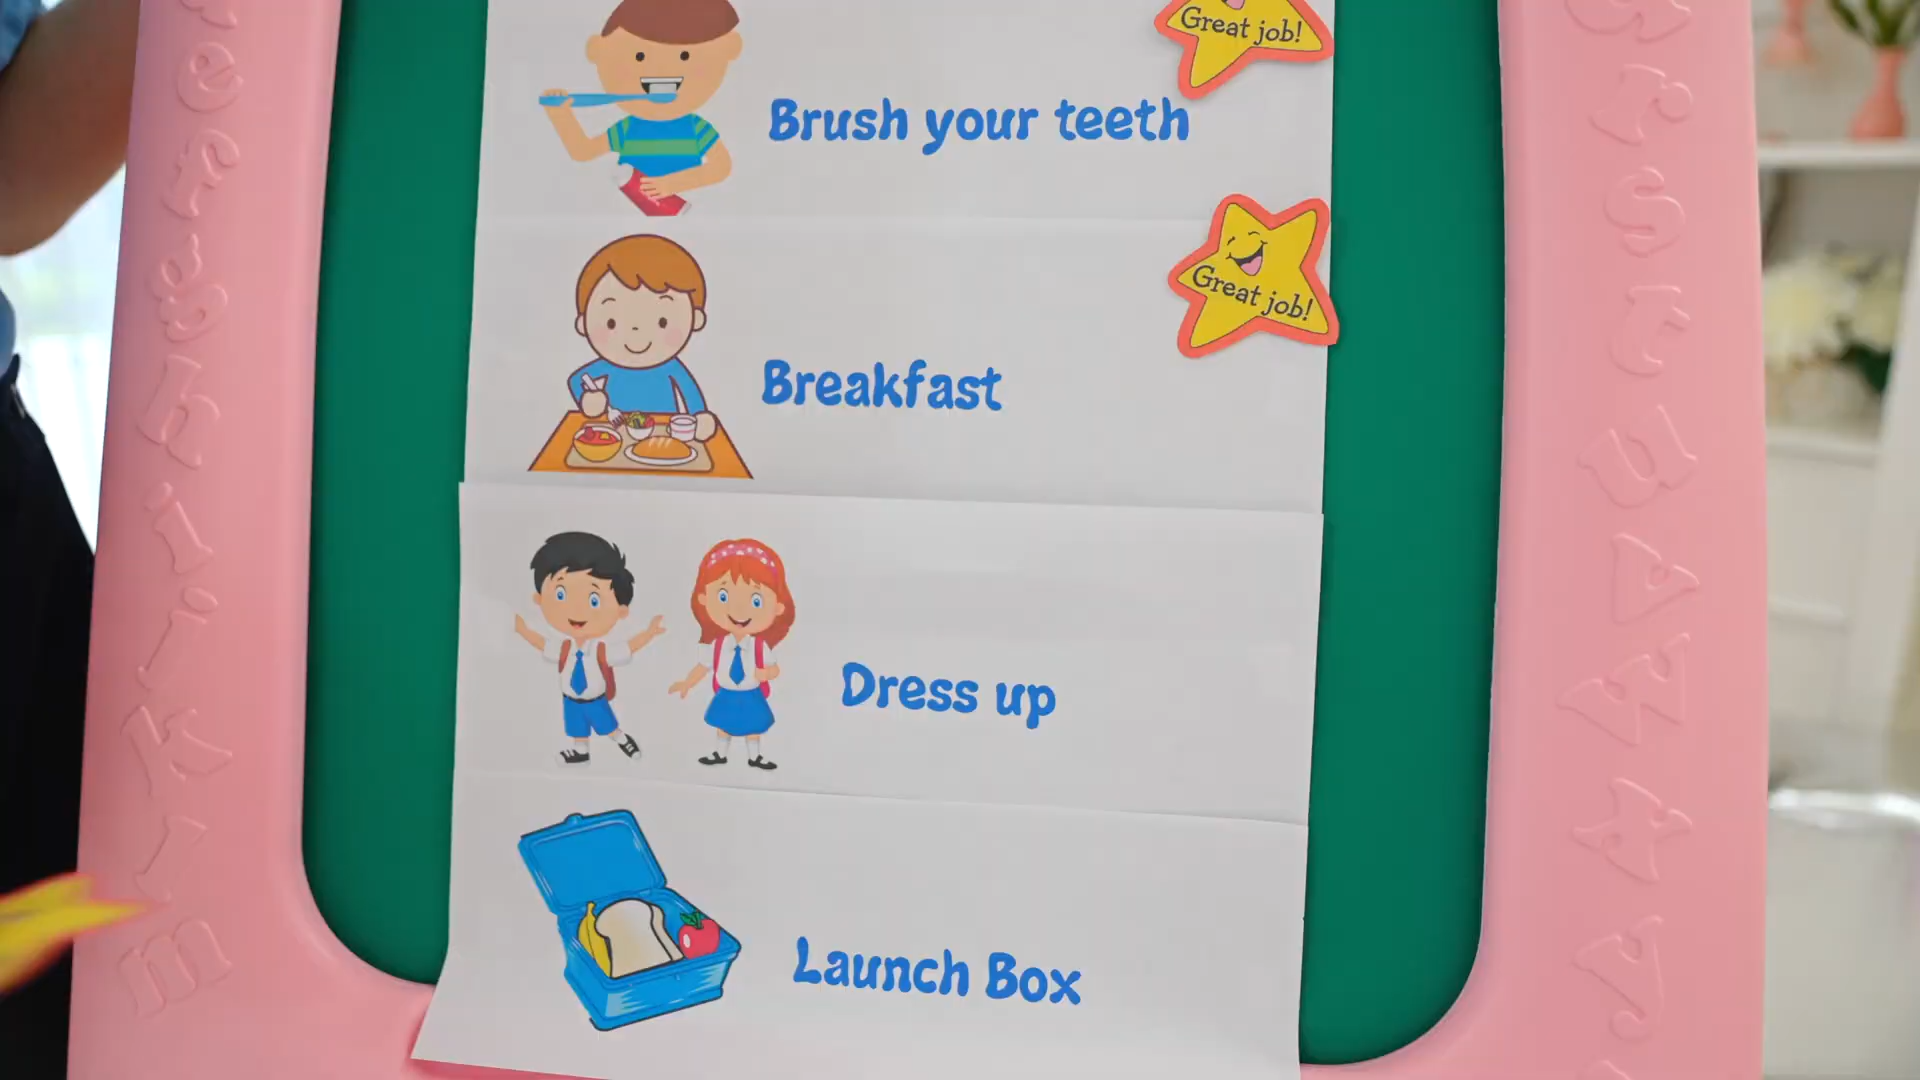 Great job!
Brush your teeth
Great job!
Breakfast
Dress up
Launch Box